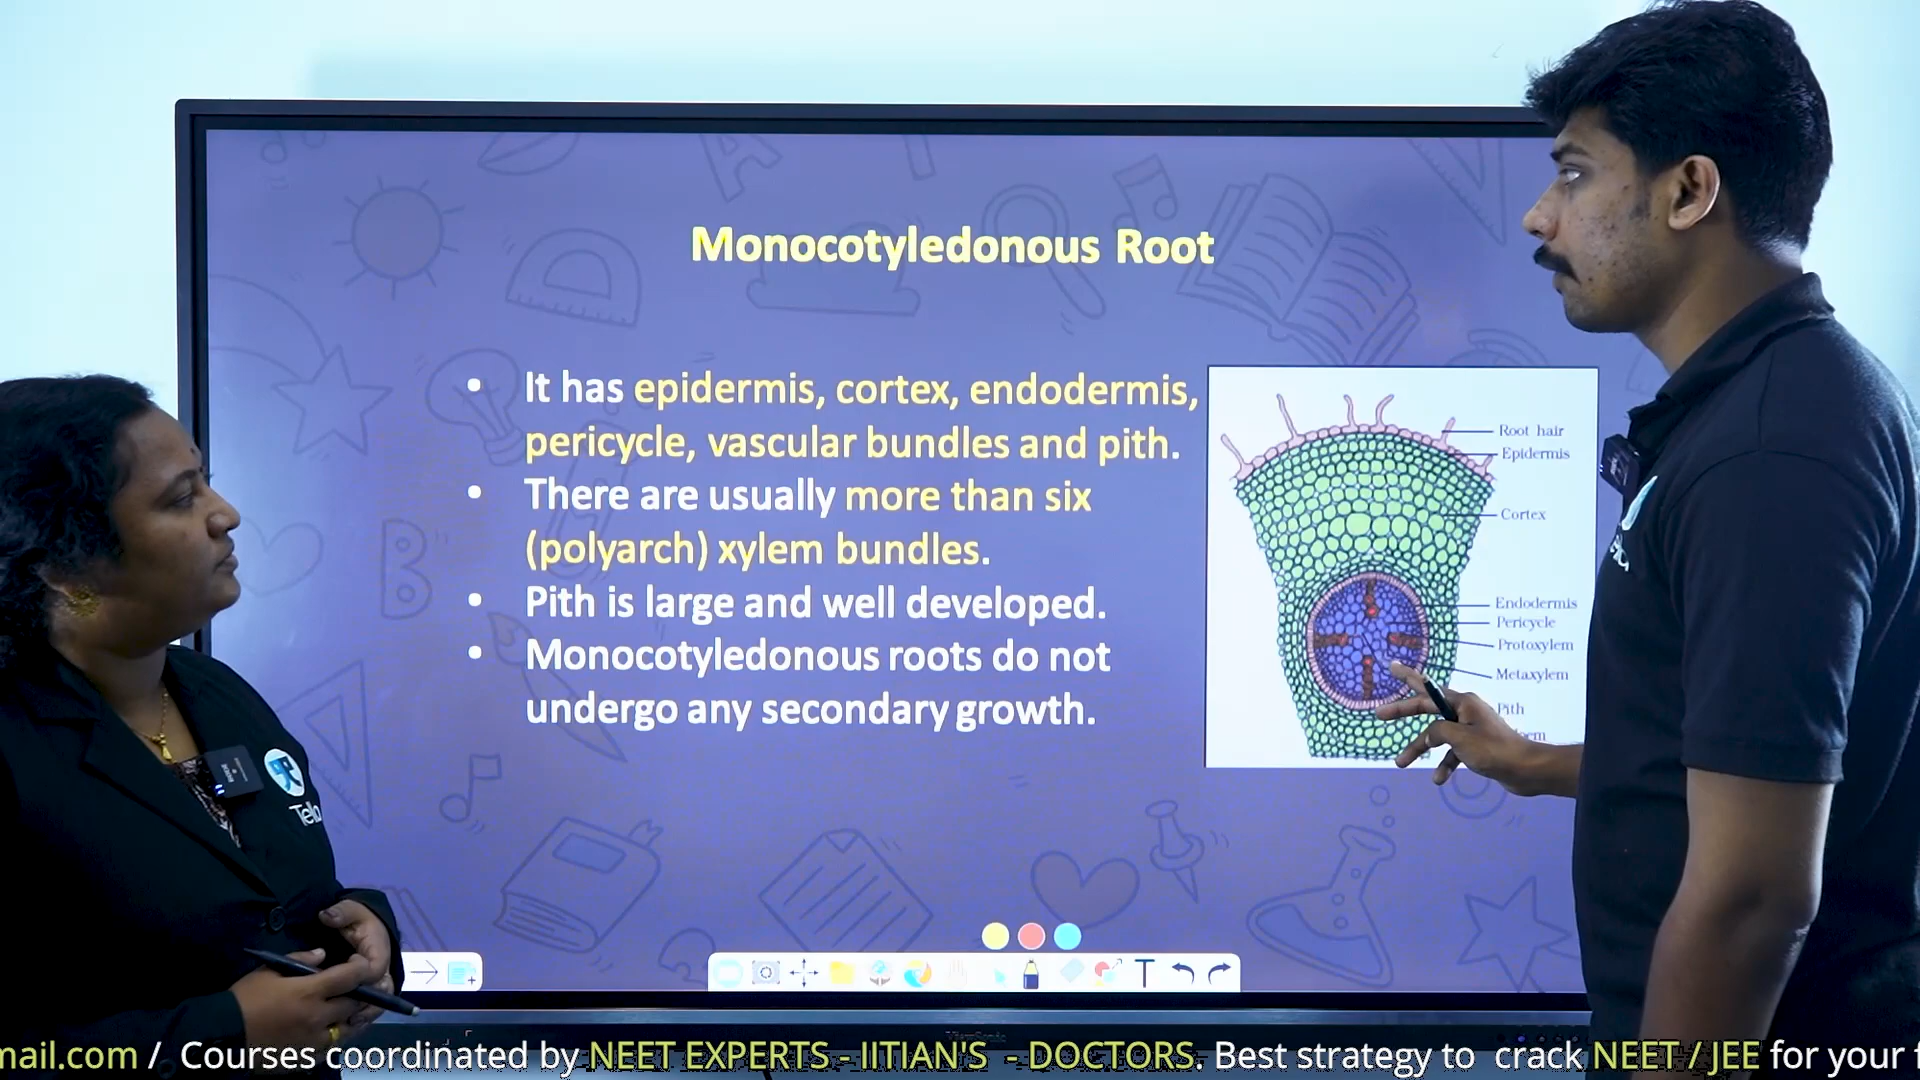 Monocotyledonous Root
• It has epidermis, cortex, endodermis,
pericycle, vascular bundles and pith.
• There are usually more than six
(polyarch) xylem bundles.
• Pith is large and well developed.
• Monocotyledonous roots do not
undergo any secondary growth.
Root hair
Epidermis
Cortex
Endodermis
Pericycle
Protoxylem
Metaxylem
Pith
T
mail.com / Courses coordinated by NEET EXPERTS - IITIAN'S - DOCTORS. Best strategy to crack NEET / JEE for your f